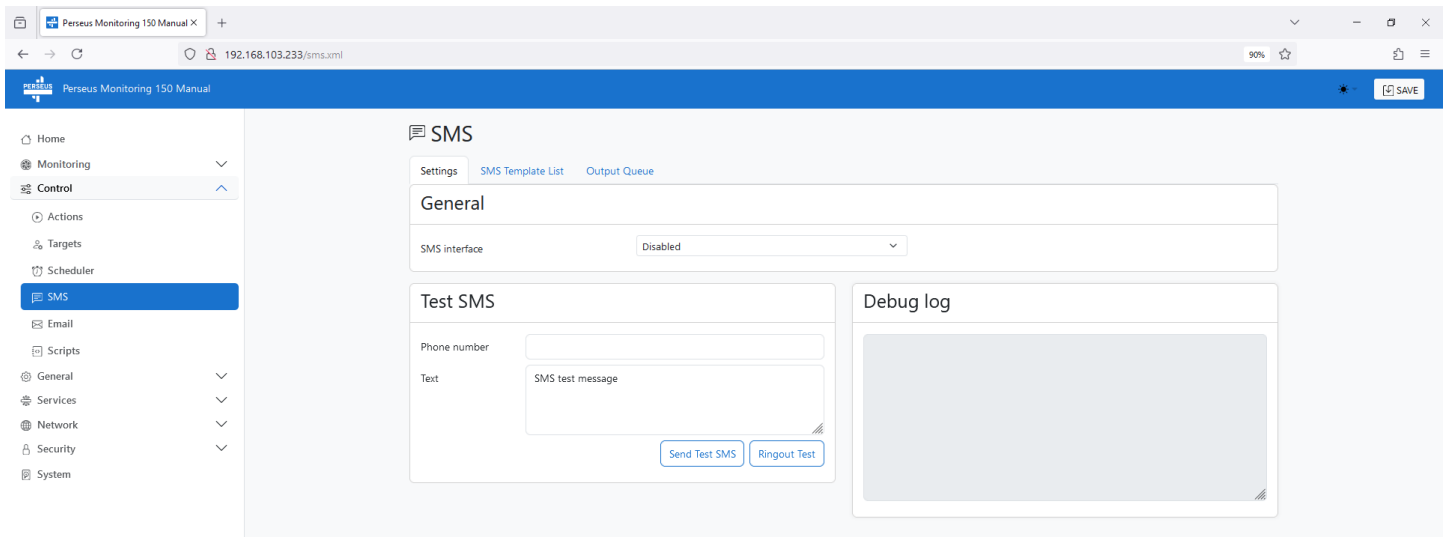 Perseus Monitoring 150 Manual
192.168.103.233/sms.xml
90%
PERSEUS
Perseus Monitoring 150 Manual
SAVE
Home
Monitoring
Control
Actions
Targets
Scheduler
SMS
Email
Scripts
General
Services
Network
Security
System
SMS
Settings SMS Template List Output Queue
General
SMS interface Disabled
Test SMS
Phone number
Text SMS test message
Send Test SMS Ringout Test
Debug log